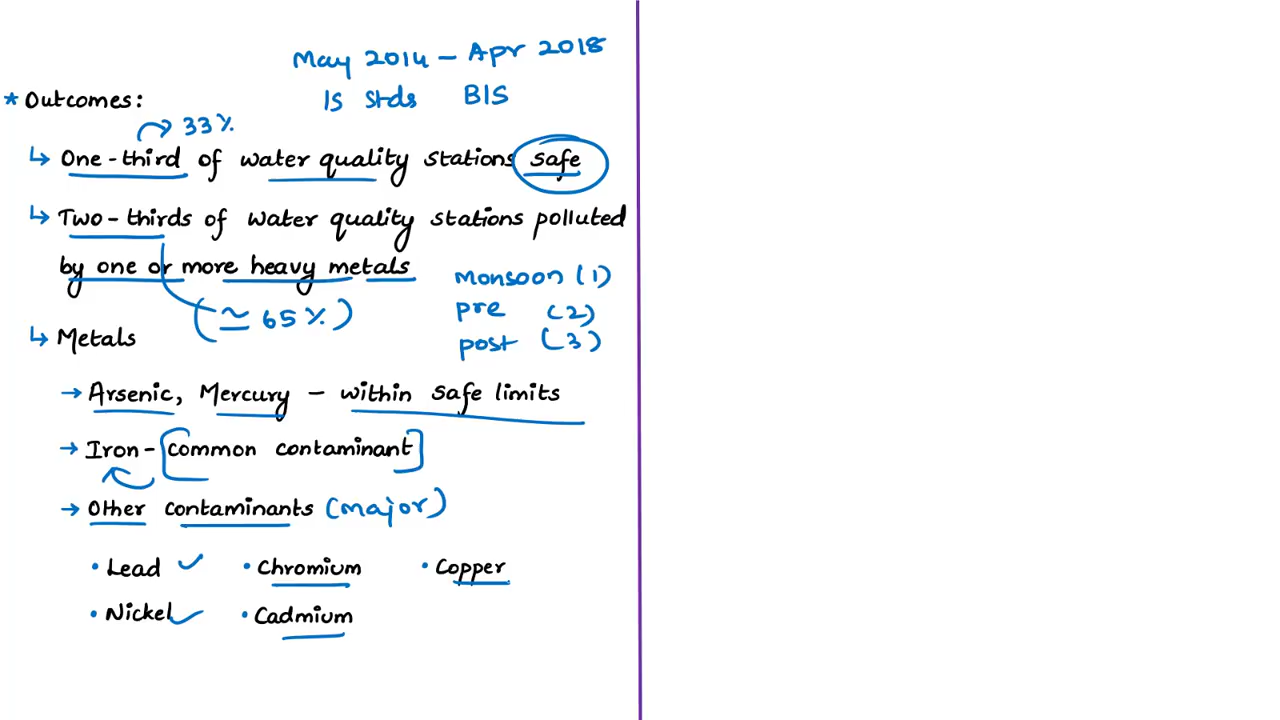 May 2014 - Apr 2018
* Outcomes: IS Stds BIS
33%
↳ One-third of water quality stations safe
↳ Two-thirds of water quality stations polluted
by one or more heavy metals
monsoon (1)
(≃ 65%) pre (2)
↳ Metals post (3)
→ Arsenic, Mercury - within safe limits
→ Iron - [common contaminant]
→ Other contaminants (major)
• Lead ✓ • Chromium • Copper
• Nickel ✓ • Cadmium